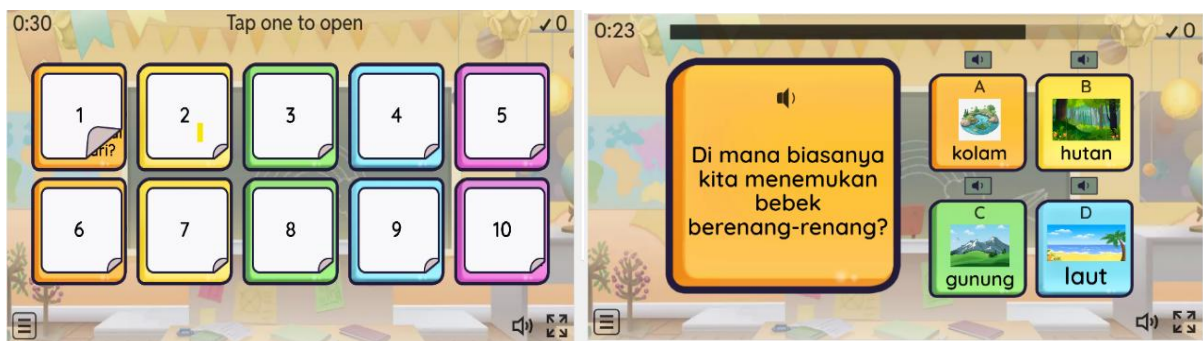 0:30
Tap one to open
✓ 0
1
2
3
4
5
6
7
8
9
10
0:23
✓ 0
Di mana biasanya
kita menemukan
bebek
berenang-renang?
A
kolam
B
hutan
C
gunung
D
laut